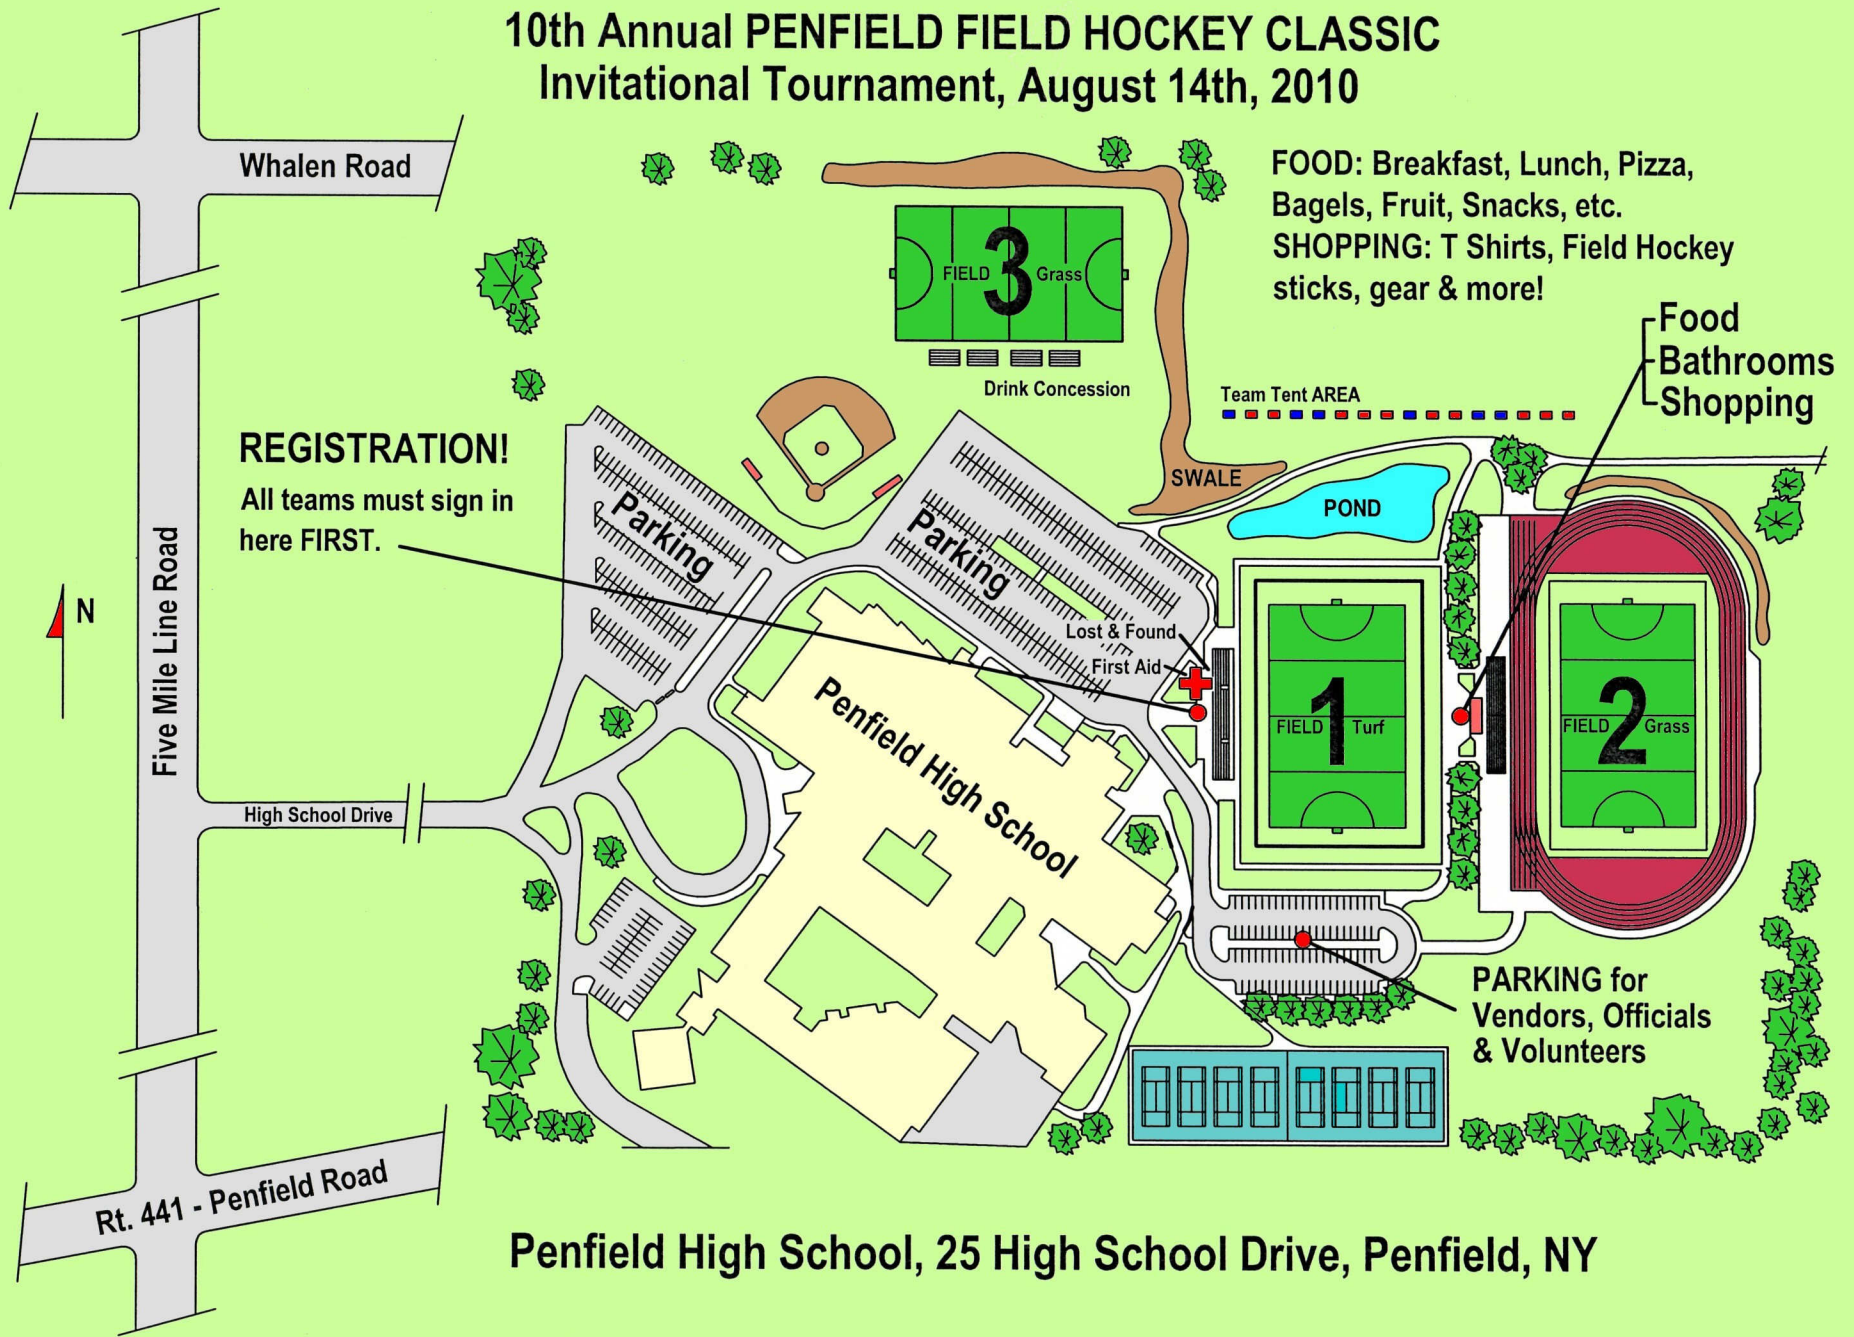 10th Annual PENFIELD FIELD HOCKEY CLASSIC
Invitational Tournament, August 14th, 2010
Whalen Road
FOOD: Breakfast, Lunch, Pizza,
Bagels, Fruit, Snacks, etc.
SHOPPING: T Shirts, Field Hockey
sticks, gear & more!
FIELD 3 Grass
Drink Concession
Food
Bathrooms
Shopping
Team Tent AREA
REGISTRATION!
All teams must sign in
here FIRST.
SWALE
POND
Parking
Parking
N
Five Mile Line Road
Lost & Found
First Aid
Penfield High School
FIELD 1 Turf
FIELD 2 Grass
High School Drive
PARKING for
Vendors, Officials
& Volunteers
Rt. 441 - Penfield Road
Penfield High School, 25 High School Drive, Penfield, NY